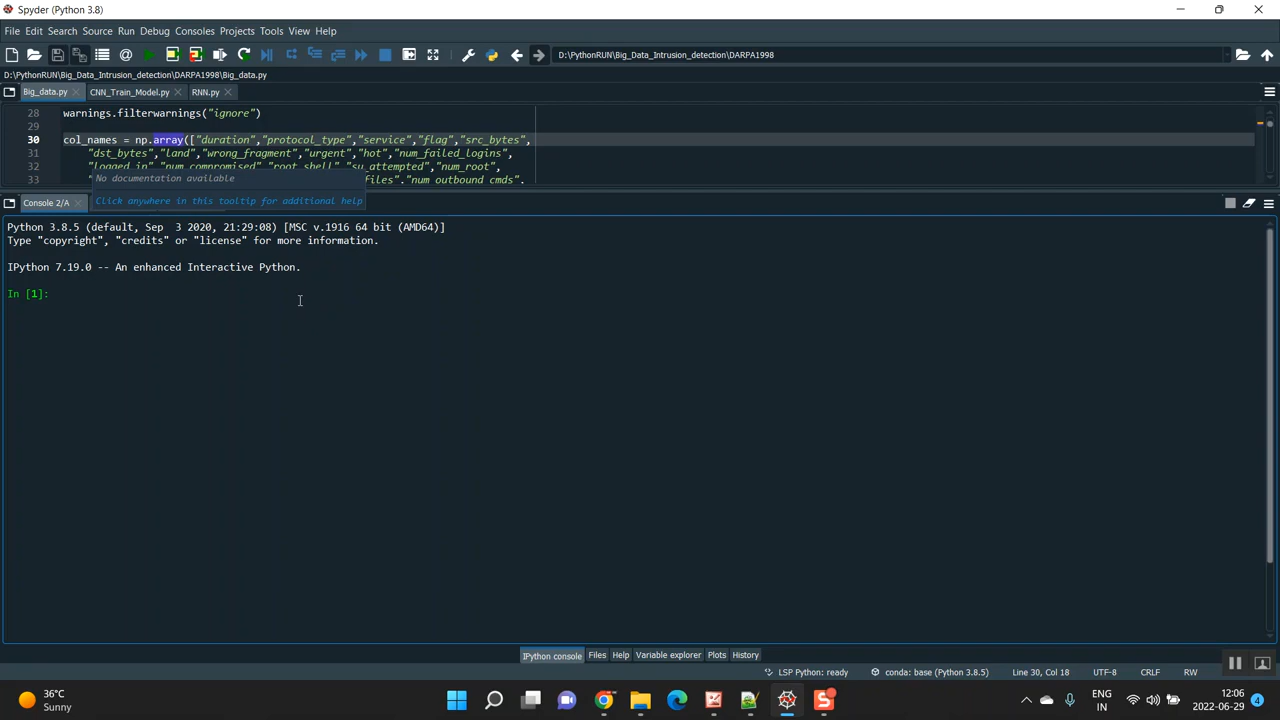 Spyder (Python 3.8)
File Edit Search Source Run Debug Consoles Projects Tools View Help
D:\PythonRUN\Big_Data_Intrusion_detection\DARPA1998
D:\PythonRUN\Big_Data_Intrusion_detection\DARPA1998\Big_data.py
Big_data.py CNN_Train_Model.py RNN.py
28 warnings.filterwarnings("ignore")
29
30 col_names = np.array(["duration","protocol_type","service","flag","src_bytes",
31 "dst_bytes","land","wrong_fragment","urgent","hot","num_failed_logins",
32 "logged_in","num_compromised","root_shell","su_attempted","num_root",
33 files","num_outbound_cmds",
No documentation available
Click anywhere in this tooltip for additional help
Console 2/A
Python 3.8.5 (default, Sep  3 2020, 21:29:08) [MSC v.1916 64 bit (AMD64)]
Type "copyright", "credits" or "license" for more information.
IPython 7.19.0 -- An enhanced Interactive Python.
In [1]:
IPython console Files Help Variable explorer Plots History
LSP Python: ready conda: base (Python 3.8.5) Line 30, Col 18 UTF-8 CRLF RW
36°C
Sunny
ENG
IN
12:06
2022-06-29
4